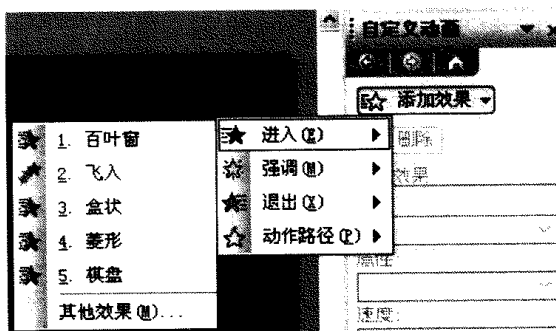 自定义动画
添加效果
删除
效果
属性
速度:
进入(E)
强调(M)
退出(X)
动作路径(P)
1. 百叶窗
2. 飞入
3. 盒状
4. 菱形
5. 棋盘
其他效果(M)...